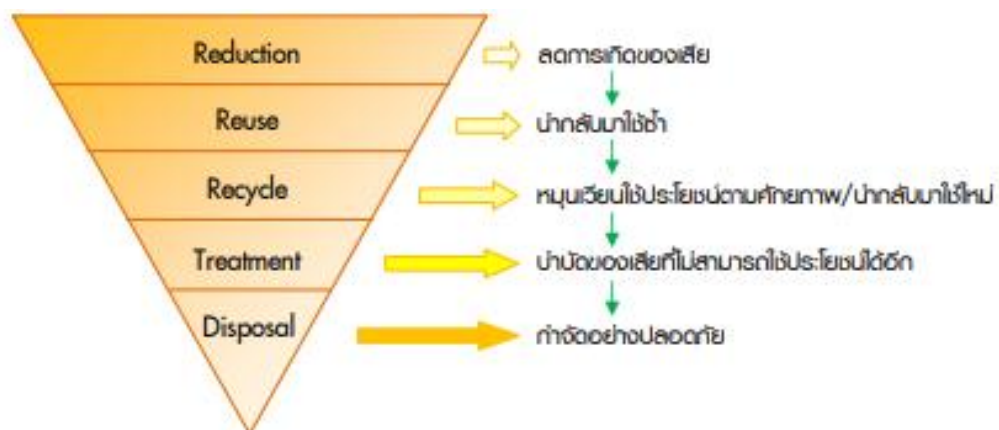 Reduction
ลดการเกิดของเสีย
Reuse
นำกลับมาใช้ซ้ำ
Recycle
หมุนเวียนใช้ประโยชน์ตามศักยภาพ/นำกลับมาใช้ใหม่
Treatment
บำบัดของเสียที่ไม่สามารถใช้ประโยชน์ได้อีก
Disposal
กำจัดอย่างปลอดภัย